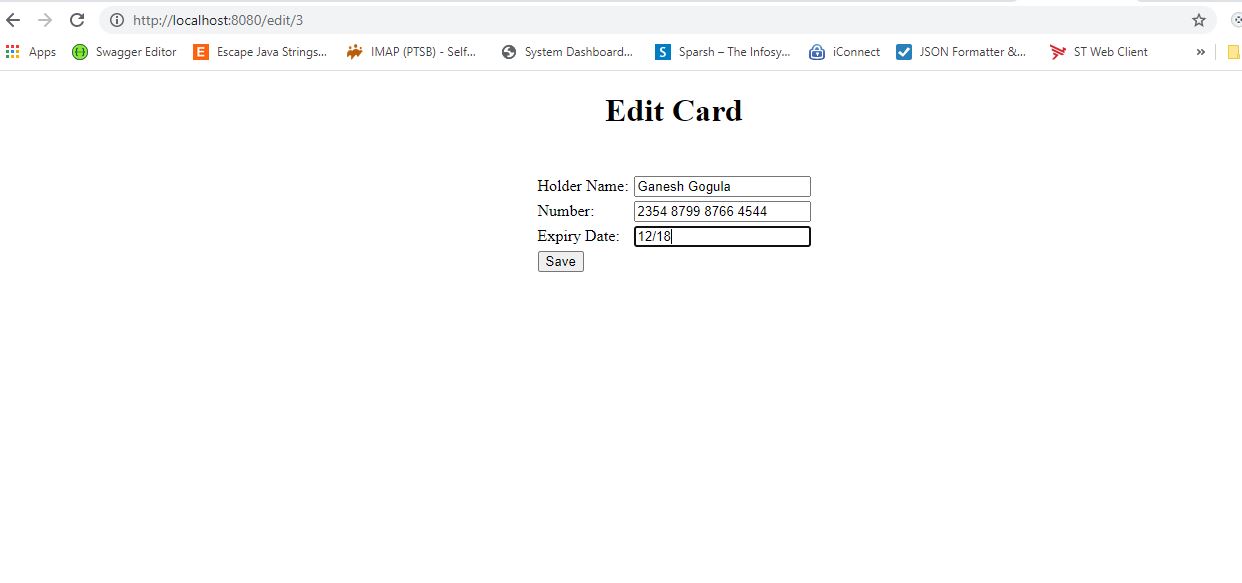 http://localhost:8080/edit/3
Apps Swagger Editor E Escape Java Strings... IMAP (PTSB) - Self... System Dashboard... S Sparsh – The Infosy... iConnect JSON Formatter &... ST Web Client »
Edit Card
Holder Name: Ganesh Gogula
Number: 2354 8799 8766 4544
Expiry Date: 12/18
Save